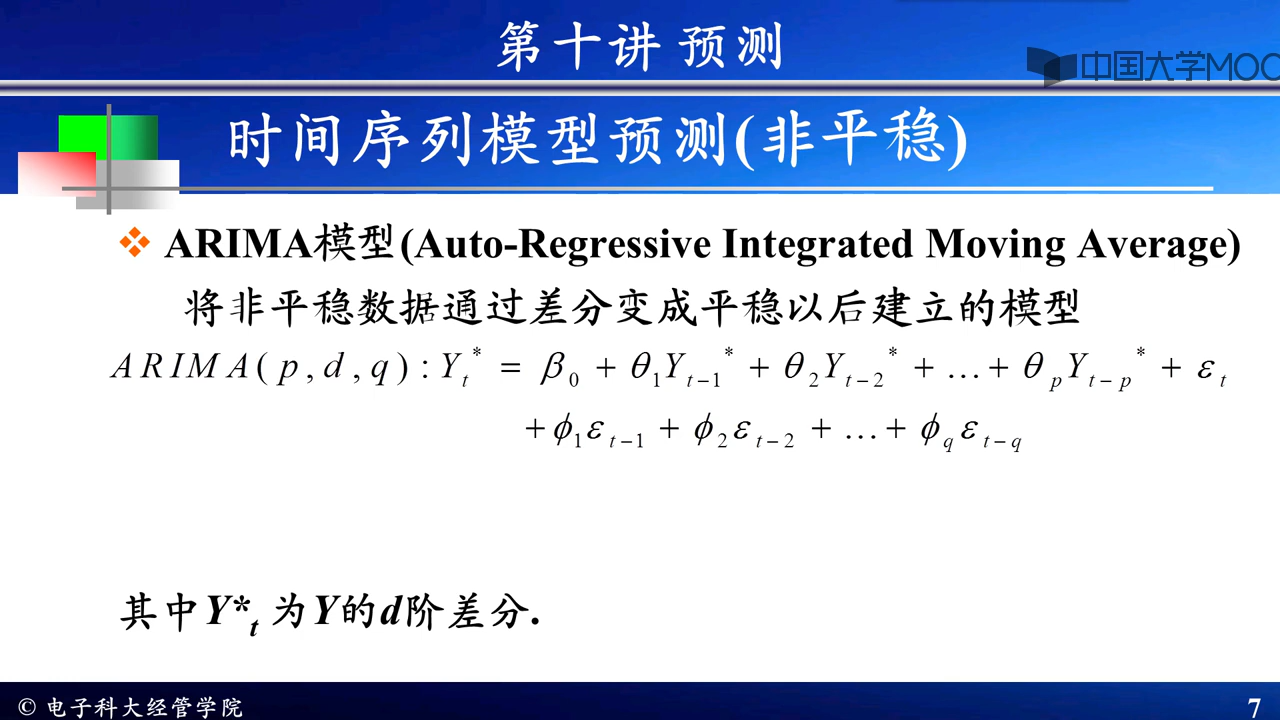 第十讲 预测
中国大学MOO
时间序列模型预测(非平稳)
❖ ARIMA模型(Auto-Regressive Integrated Moving Average)
将非平稳数据通过差分变成平稳以后建立的模型
ARIMA(p,d,q):Y_t^* = β_0 + θ_1Y_{t-1}^* + θ_2Y_{t-2}^* + …+ θ_pY_{t-p}^* + ε_t
+ϕ_1ε_{t-1} + ϕ_2ε_{t-2} + …+ ϕ_qε_{t-q}
其中Y*_t 为Y的d阶差分.
© 电子科大经管学院
7